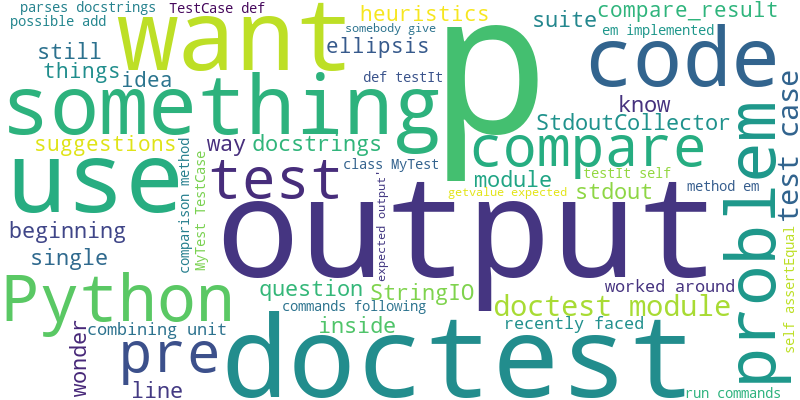 parses docstrings
TestCase def
possible add
want
somebody give
heuristics
compare_result
suite
em implemented
still
ellipsis
p
code
things
idea
def testIt
something
know
test case
StdoutCollector
suggestions
way
docstrings
compare
comparison method
MyTest TestCase
class MyTest
use
test
module
testIt self
method em
expected output'
getvalue expected
stdout
problem
output
beginning
single
self assertEqual
Python
question
StringIO
worked around
commands following
doctest module
wonder
combining unit
pre
inside
recently faced
doctest
line
run commands